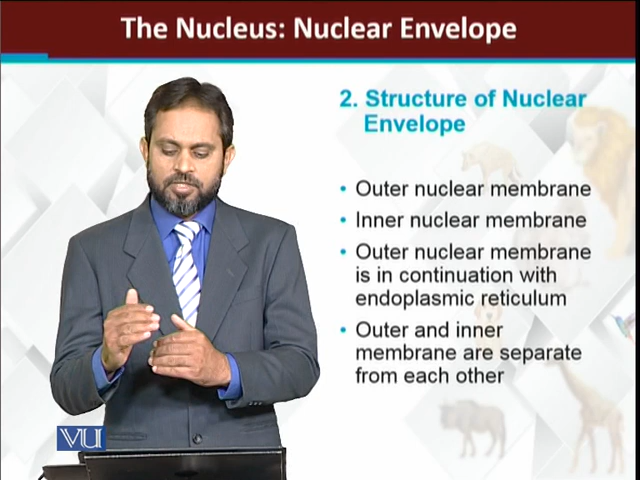 The Nucleus: Nuclear Envelope
2. Structure of Nuclear
Envelope
• Outer nuclear membrane
• Inner nuclear membrane
• Outer nuclear membrane
is in continuation with
endoplasmic reticulum
• Outer and inner
membrane are separate
from each other
VU